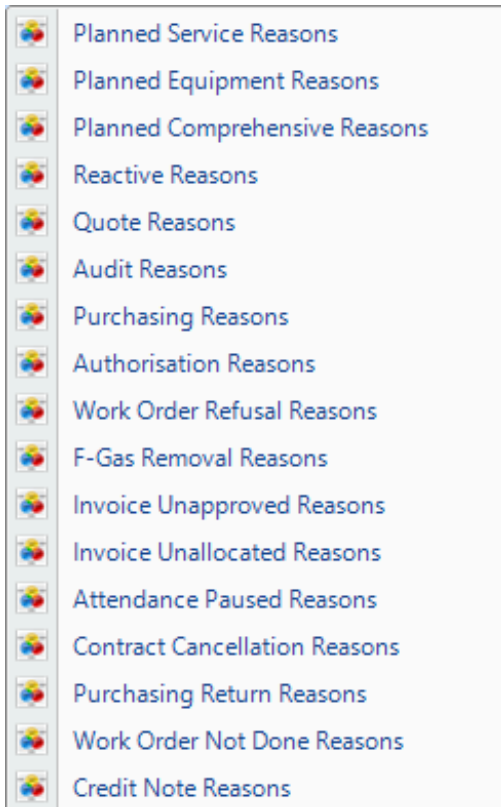 Planned Service Reasons
Planned Equipment Reasons
Planned Comprehensive Reasons
Reactive Reasons
Quote Reasons
Audit Reasons
Purchasing Reasons
Authorisation Reasons
Work Order Refusal Reasons
F-Gas Removal Reasons
Invoice Unapproved Reasons
Invoice Unallocated Reasons
Attendance Paused Reasons
Contract Cancellation Reasons
Purchasing Return Reasons
Work Order Not Done Reasons
Credit Note Reasons